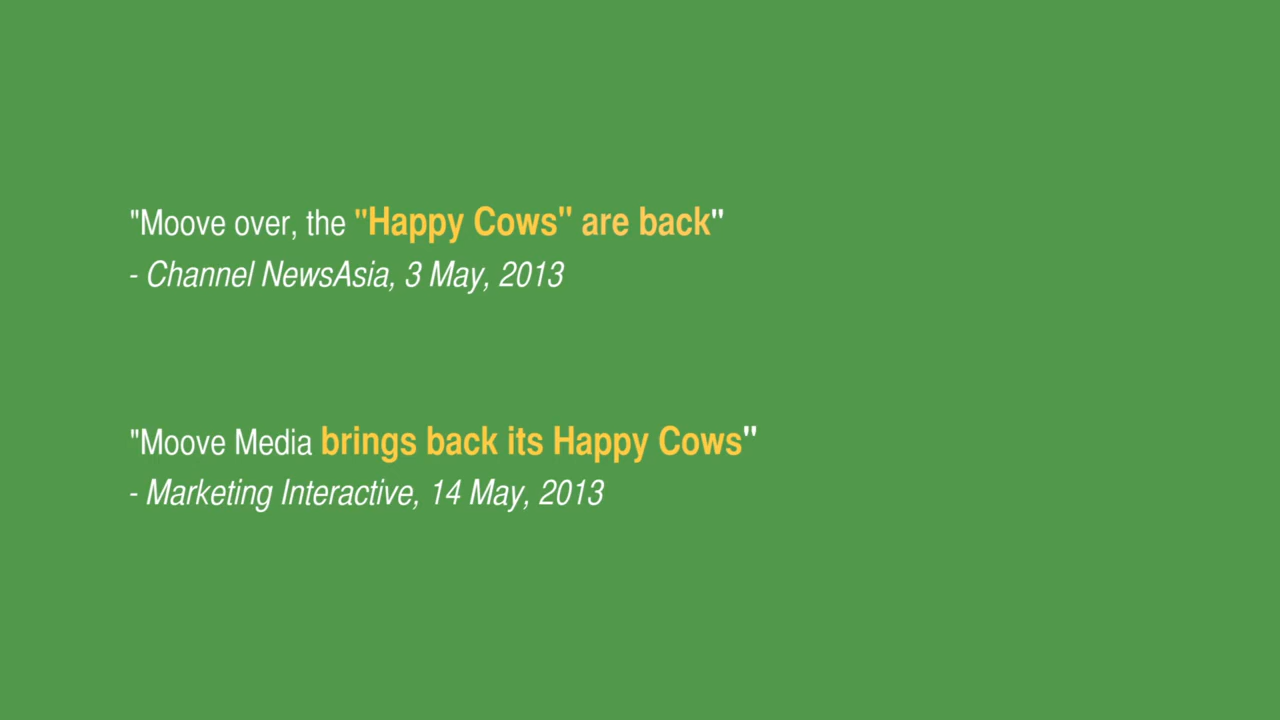 "Moove over, the "Happy Cows" are back"
- Channel NewsAsia, 3 May, 2013
"Moove Media brings back its Happy Cows"
- Marketing Interactive, 14 May, 2013